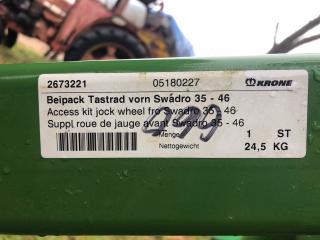 2673221 05180227 KRONE
Beipack Tastrad vorn Swadro 35 - 46
Access kit jock wheel fro Swadro 35 - 46
Suppl roue de jauge avant Swadro 35 - 46
Menge 1 ST
Nettogewicht 24,5 KG